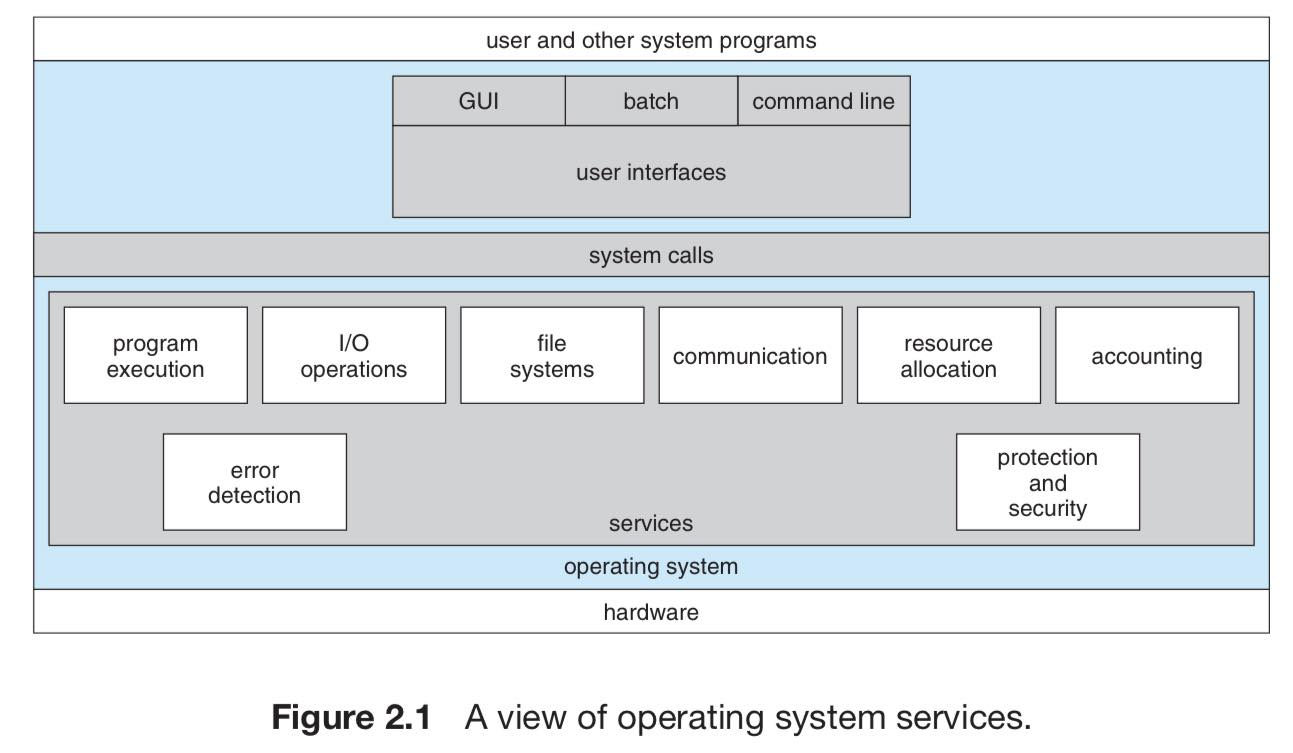 user and other system programs
GUI
batch
command line
user interfaces
system calls
program
execution
I/O
operations
file
systems
communication
resource
allocation
accounting
error
detection
protection
and
security
services
operating system
hardware
Figure 2.1 A view of operating system services.